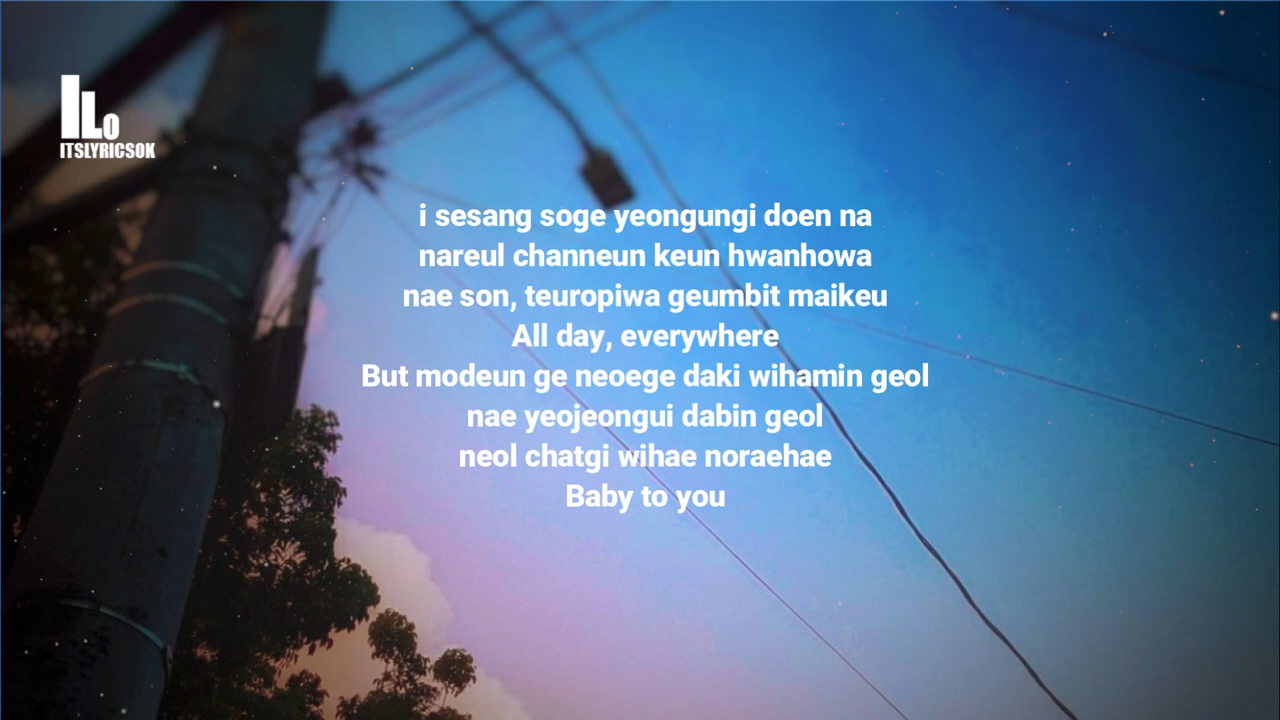 ILO
ITSLYRICSOK
i sesang soge yeongungi doen na
nareul channeun keun hwanhowa
nae son, teuropiwa geumbit maikeu
All day, everywhere
But modeun ge neoege daki wihamin geol
nae yeojeongui dabin geol
neol chatgi wihae noraehae
Baby to you